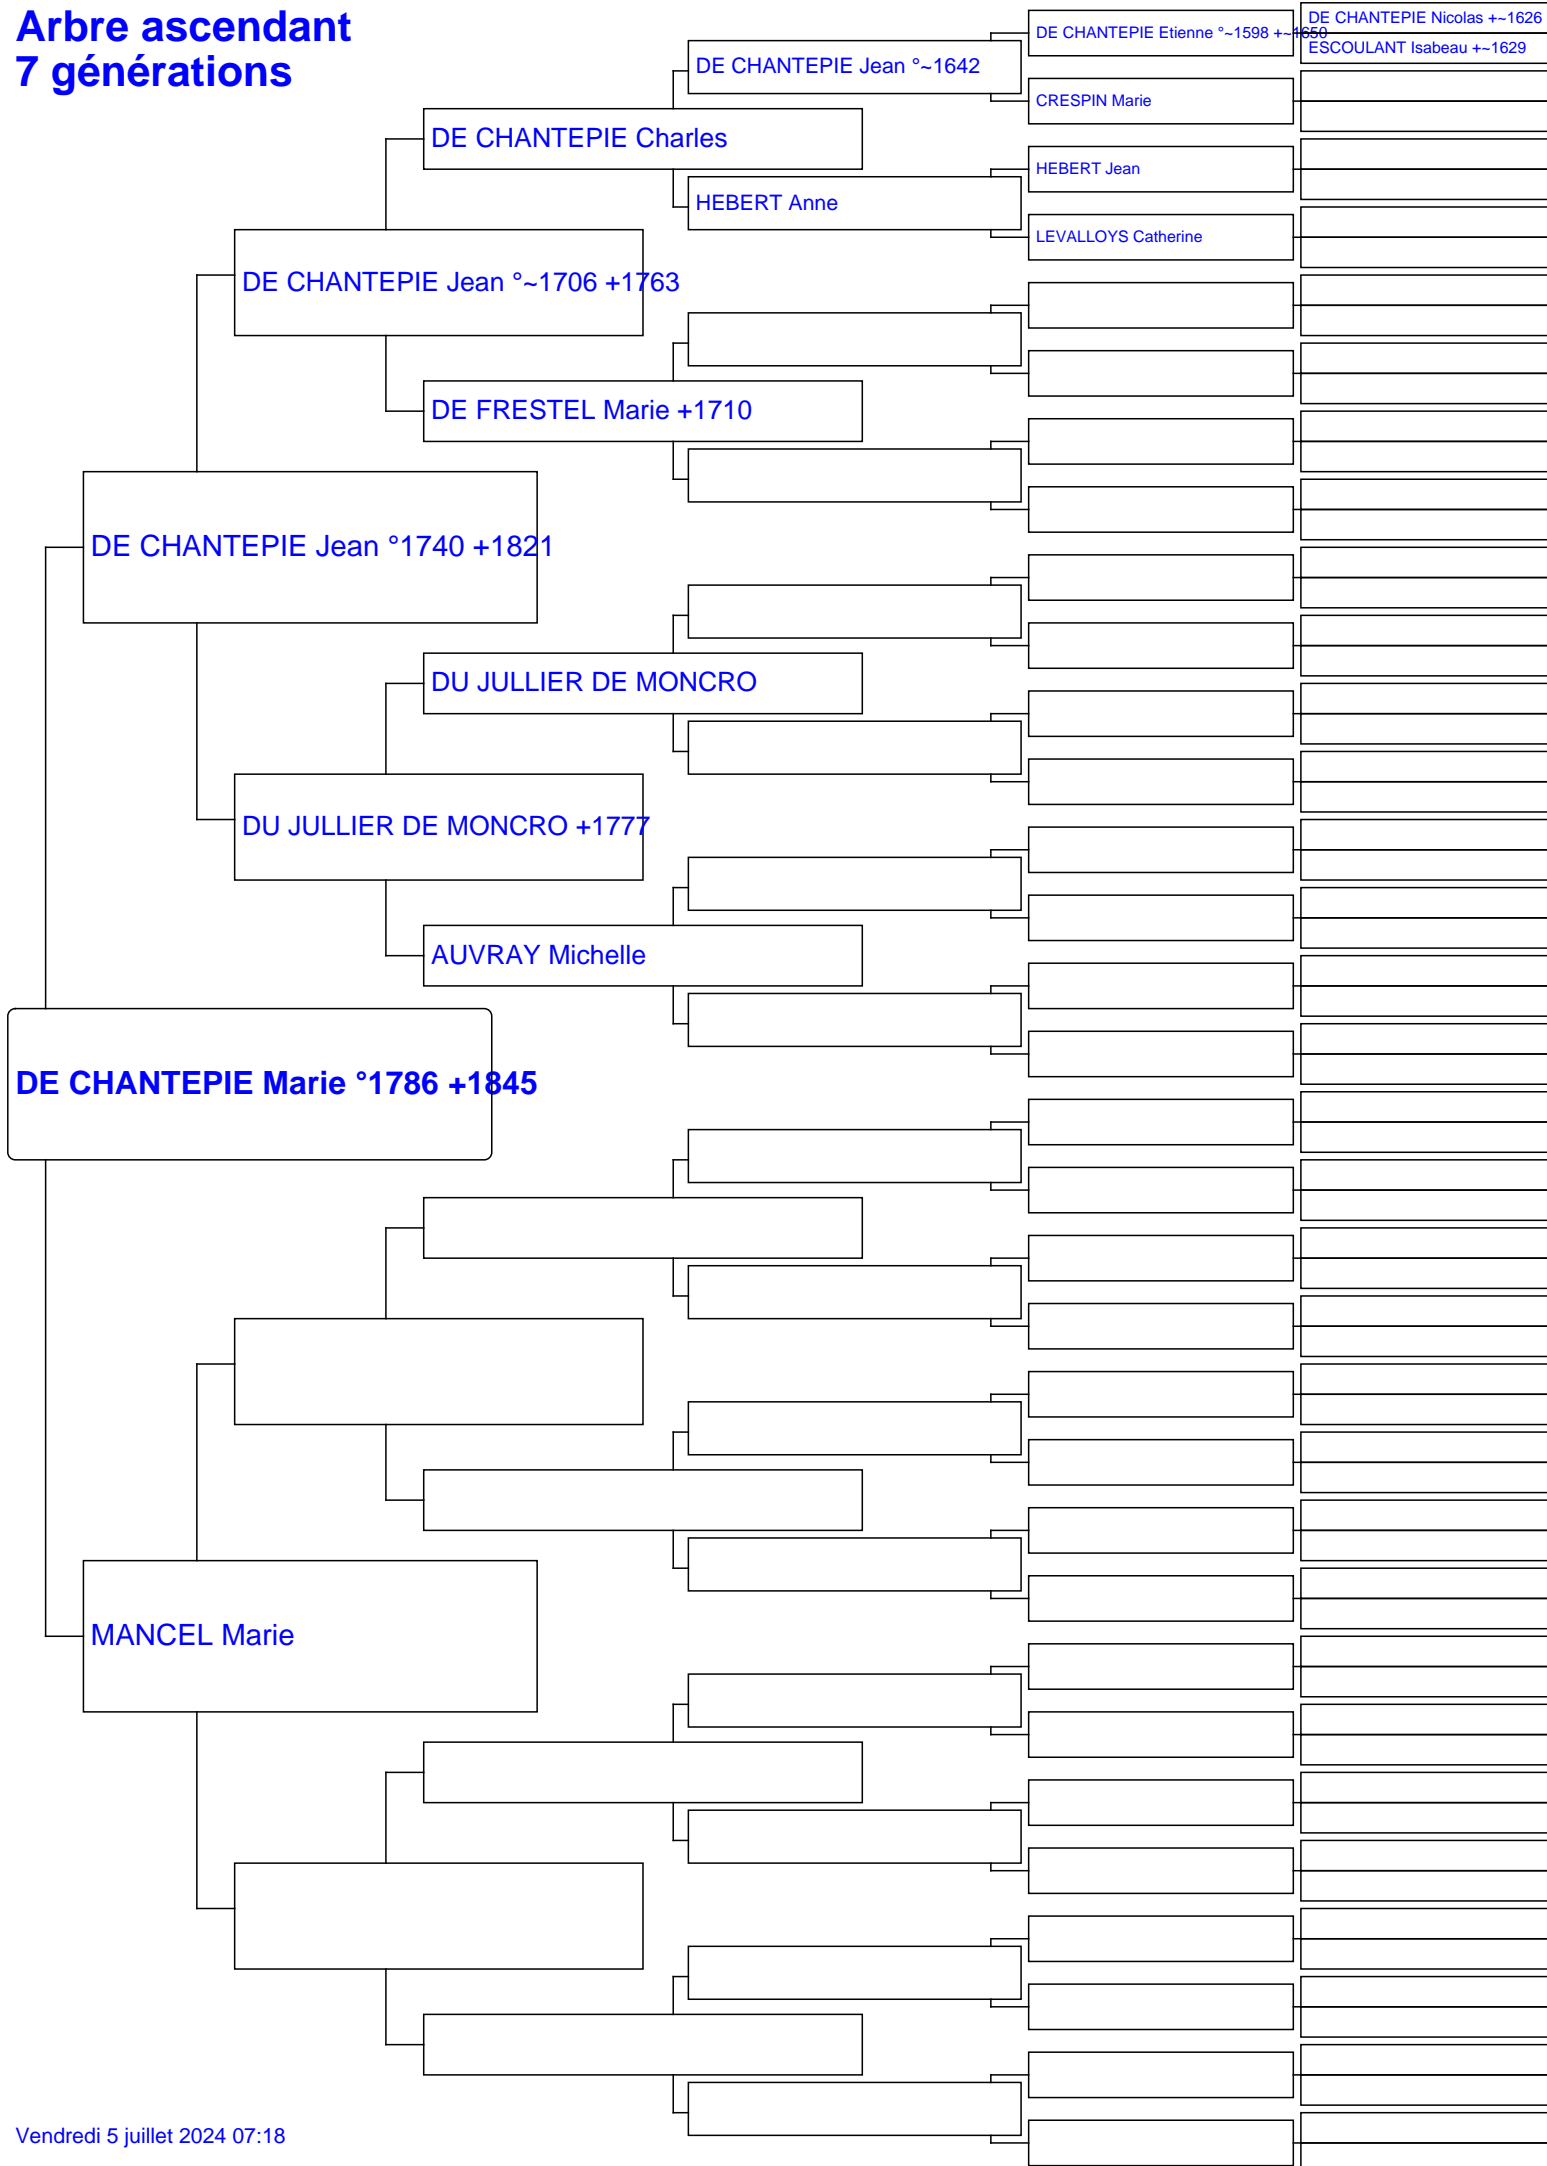 Arbre ascendant
7 générations
DE CHANTEPIE Nicolas +~1626
DE CHANTEPIE Etienne °~1598 +~1650
ESCOULANT Isabeau +~1629
DE CHANTEPIE Jean °~1642
CRESPIN Marie
DE CHANTEPIE Charles
HEBERT Jean
HEBERT Anne
LEVALLOYS Catherine
DE CHANTEPIE Jean °~1706 +1763
DE FRESTEL Marie +1710
DE CHANTEPIE Jean °1740 +1821
DU JULLIER DE MONCRO
DU JULLIER DE MONCRO +1777
AUVRAY Michelle
DE CHANTEPIE Marie °1786 +1845
MANCEL Marie
Vendredi 5 juillet 2024 07:18